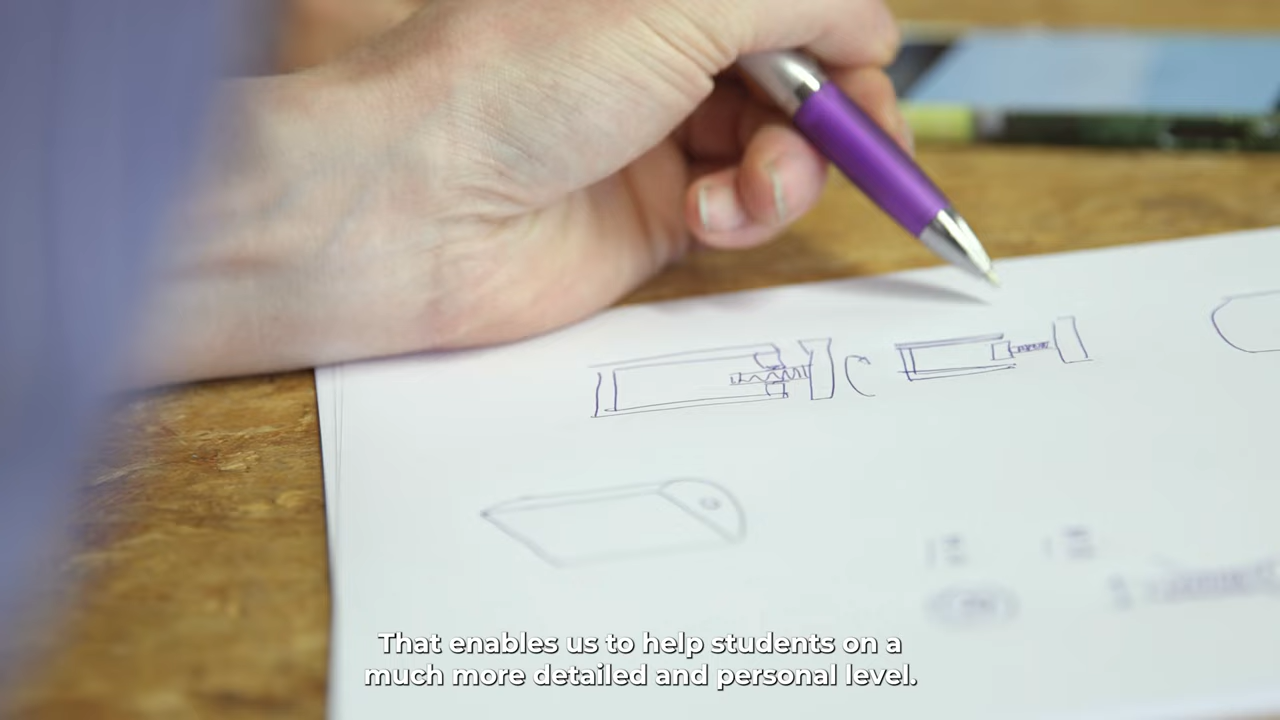 That enables us to help students on a
much more detailed and personal level.